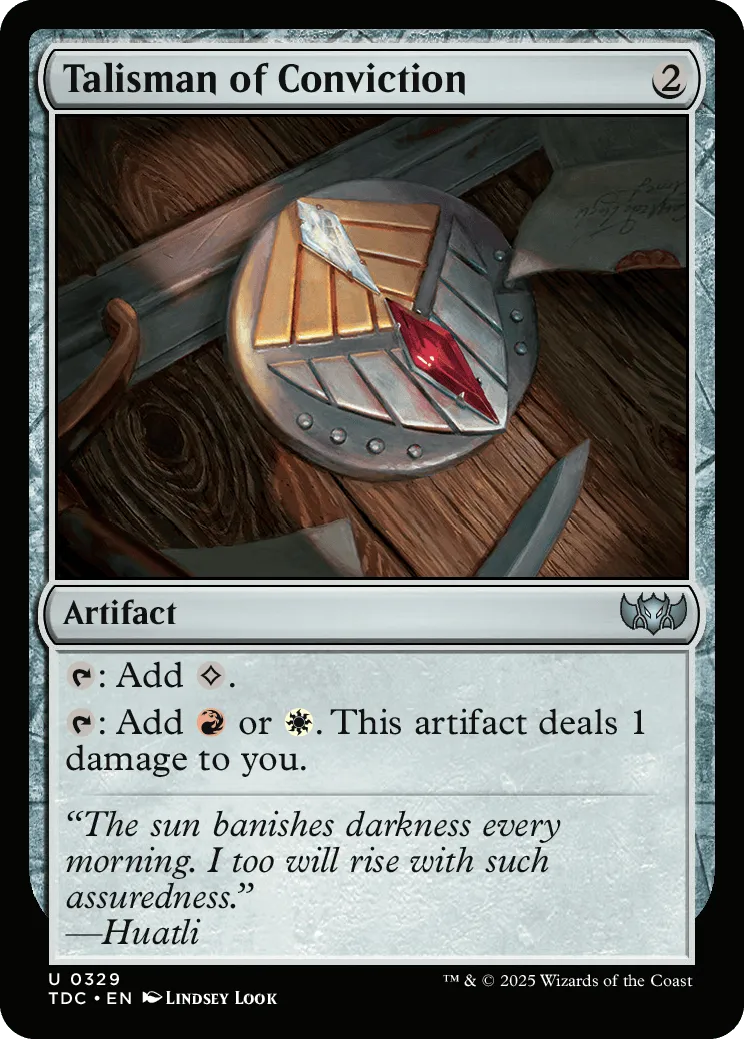 Talisman of Conviction 2
Artifact
: Add .
: Add or . This artifact deals 1
damage to you.
“The sun banishes darkness every
morning. I too will rise with such
assuredness.”
—Huatli
U 0329
TDC • EN Lindsey Look
™ & © 2025 Wizards of the Coast